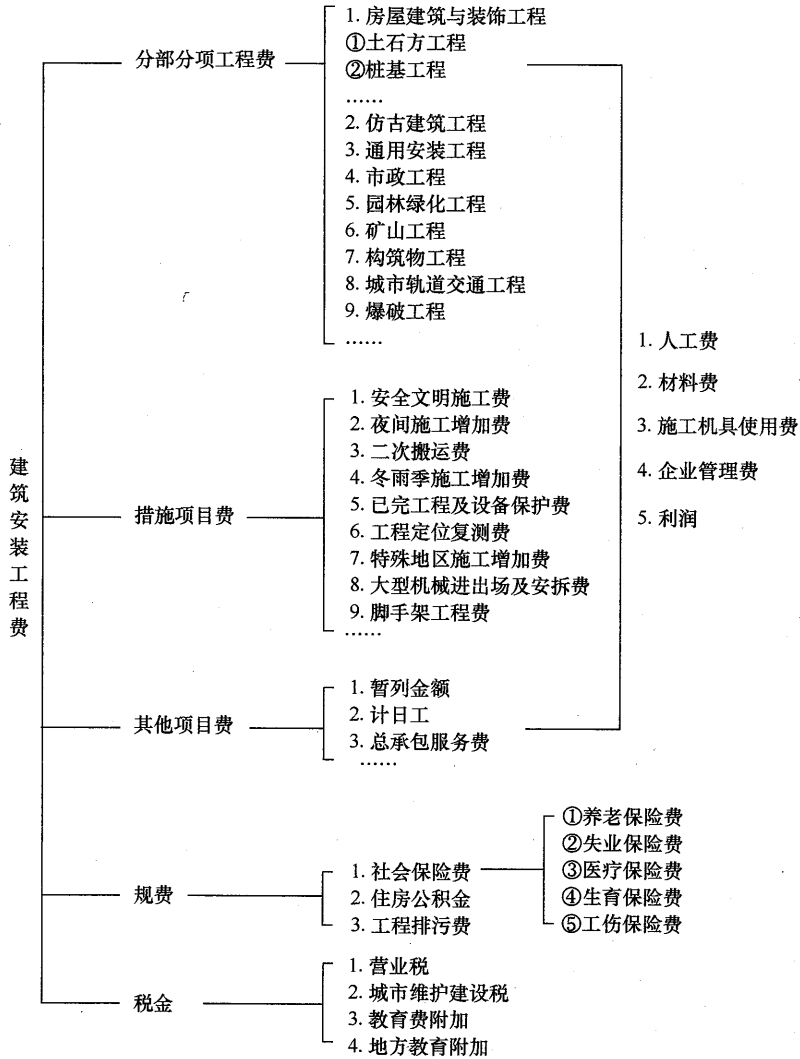 建筑安装工程费
分部分项工程费
1. 房屋建筑与装饰工程
①土石方工程
②桩基工程
……
2. 仿古建筑工程
3. 通用安装工程
4. 市政工程
5. 园林绿化工程
6. 矿山工程
7. 构筑物工程
8. 城市轨道交通工程
9. 爆破工程
……
措施项目费
1. 安全文明施工费
2. 夜间施工增加费
3. 二次搬运费
4. 冬雨季施工增加费
5. 已完工程及设备保护费
6. 工程定位复测费
7. 特殊地区施工增加费
8. 大型机械进出场及安拆费
9. 脚手架工程费
……
其他项目费
1. 暂列金额
2. 计日工
3. 总承包服务费
……
1. 人工费
2. 材料费
3. 施工机具使用费
4. 企业管理费
5. 利润
规费
1. 社会保险费
2. 住房公积金
3. 工程排污费
①养老保险费
②失业保险费
③医疗保险费
④生育保险费
⑤工伤保险费
税金
1. 营业税
2. 城市维护建设税
3. 教育费附加
4. 地方教育附加